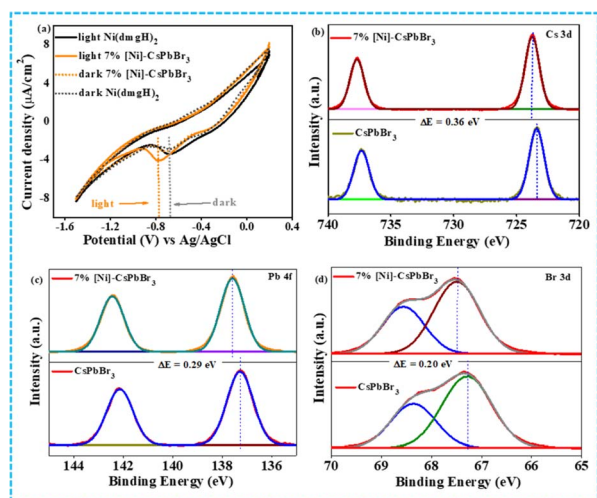 (a)
light Ni(dmgH)2
light 7% [Ni]-CsPbBr3
dark 7% [Ni]-CsPbBr3
dark Ni(dmgH)2
Current density (μA/cm2)
8
4
0
-4
-8
light
dark
-1.6
-1.2
-0.8
-0.4
0.0
0.4
Potential (V) vs Ag/AgCl
(b)
Cs 3d
7% [Ni]-CsPbBr3
ΔE = 0.36 eV
CsPbBr3
Intensity (a.u.)
740
735
730
725
720
Binding Energy (eV)
(c)
Pb 4f
7% [Ni]-CsPbBr3
ΔE = 0.29 eV
CsPbBr3
Intensity (a.u.)
144
142
140
138
136
Binding Energy (eV)
(d)
Br 3d
7% [Ni]-CsPbBr3
ΔE = 0.20 eV
CsPbBr3
Intensity (a.u.)
70
69
68
67
66
65
Binding Energy (eV)